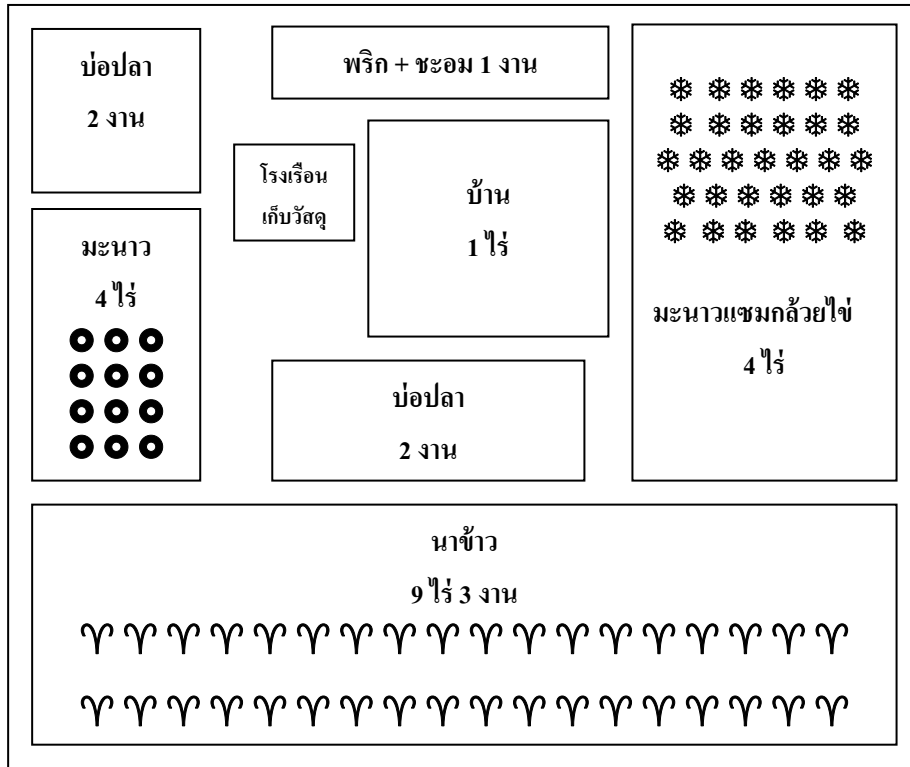 บ่อปลา
2 งาน
พริก + ชะอม 1 งาน
โรงเรือน
เก็บวัสดุ
บ้าน
1 ไร่
มะนาว
4 ไร่
มะนาวแซมกล้วยไข่
4 ไร่
บ่อปลา
2 งาน
นาข้าว
9 ไร่ 3 งาน